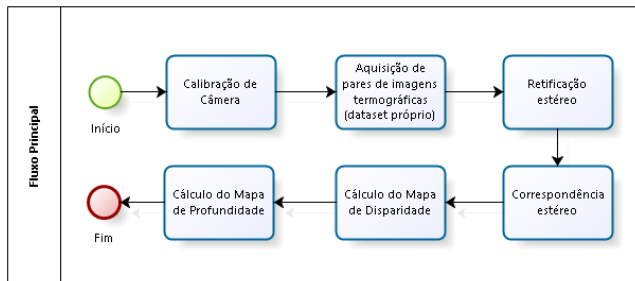 Fluxo Principal
Início
Calibração de
Câmera
Aquisição de
pares de imagens
termográficas
(dataset próprio)
Retificação
estéreo
Correspondência
estéreo
Cálculo do Mapa
de Disparidade
Cálculo do Mapa
de Profundidade
Fim